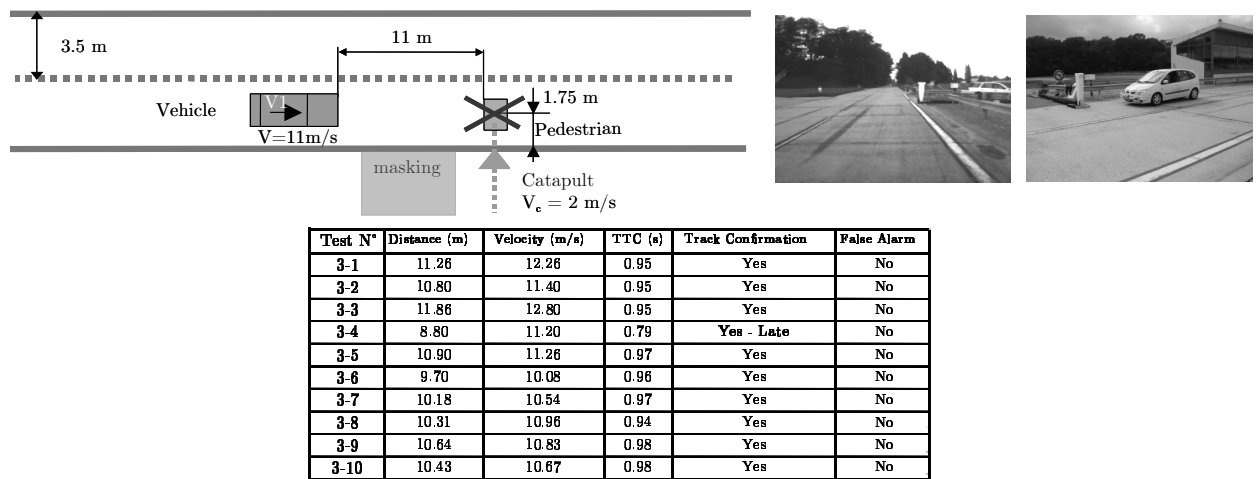 3.5 m
11 m
Vehicle
V1
V=11m/s
1.75 m
Pedestrian
masking
Catapult
Vc = 2 m/s
Test N° Distance (m) Velocity (m/s) TTC (s) Track Confirmation False Alarm
3-1 11.26 12.26 0.95 Yes No
3-2 10.80 11.40 0.95 Yes No
3-3 11.86 12.80 0.95 Yes No
3-4 8.80 11.20 0.79 Yes - Late No
3-5 10.90 11.26 0.97 Yes No
3-6 9.70 10.08 0.96 Yes No
3-7 10.18 10.54 0.97 Yes No
3-8 10.31 10.96 0.94 Yes No
3-9 10.64 10.83 0.98 Yes No
3-10 10.43 10.67 0.98 Yes No